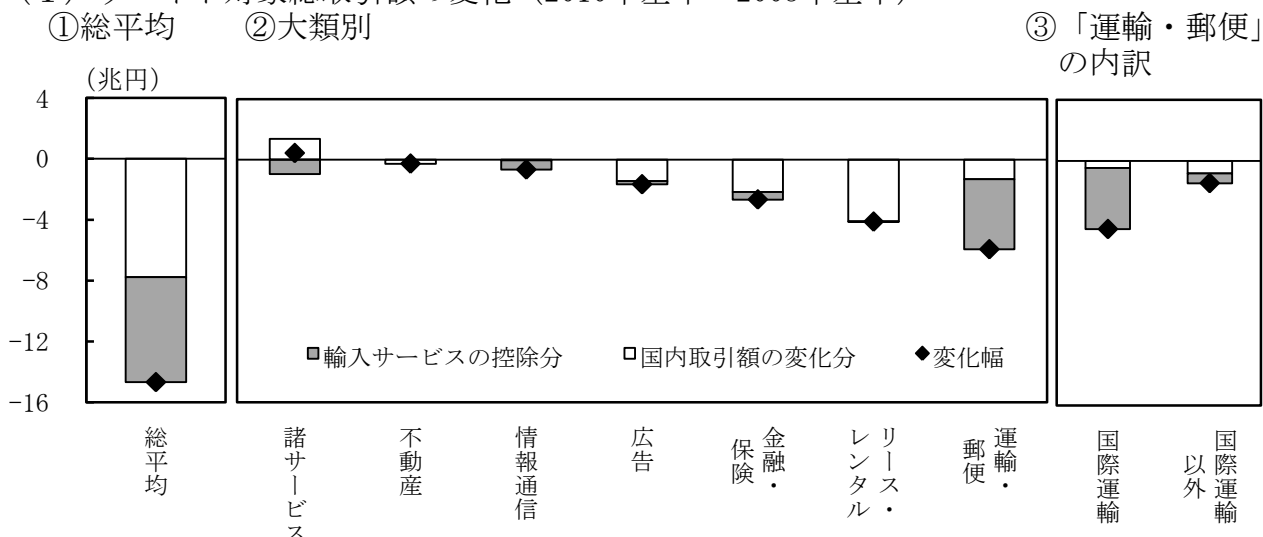 ①総平均
②大類別
③「運輸・郵便」
の内訳
(兆円)
4
0
-4
-8
-12
-16
輸入サービスの控除分
国内取引額の変化分
変化幅
総平均
諸サービス
不動産
情報通信
広告
金融・
保険
リース・
レンタル
運輸・
郵便
国際運輸
国際運輸
以外